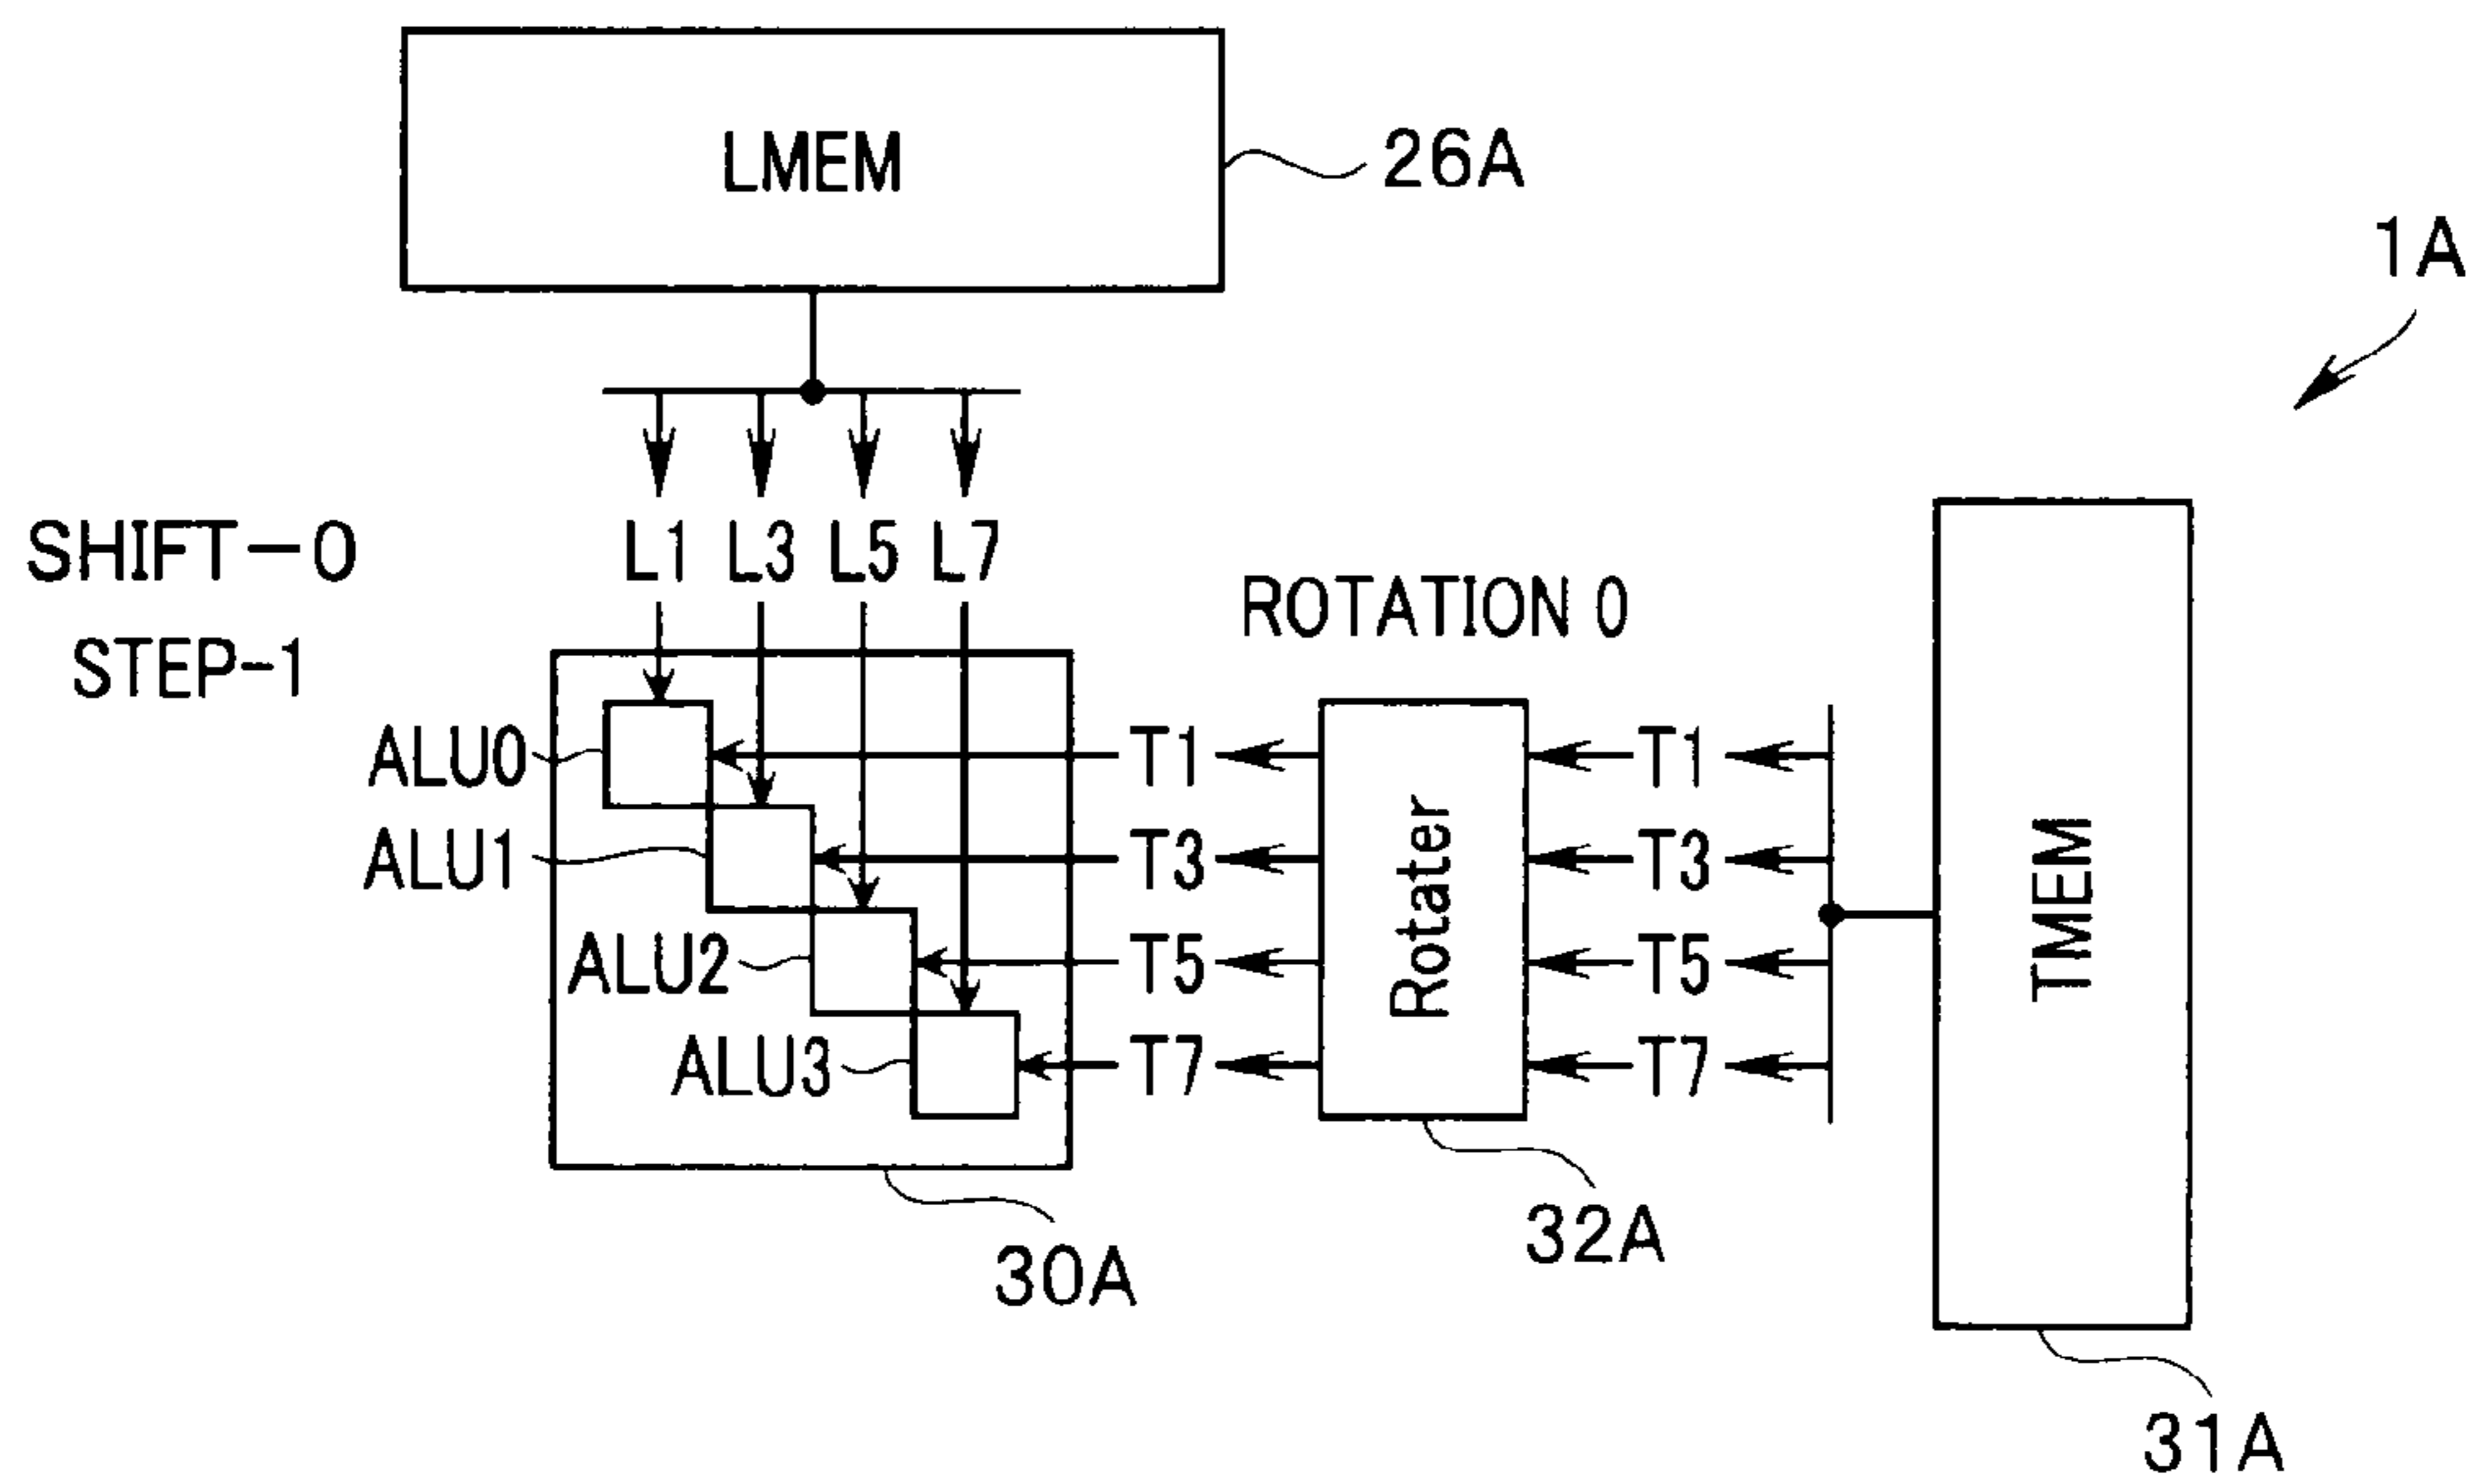 LMEM
26A
1A
L1 L3 L5 L7
SHIFT-0
STEP-1
ROTATION 0
ALU0
ALU1
ALU2
ALU3
T1
T3
T5
T7
Rotater
T1
T3
T5
T7
TMEM
30A
32A
31A